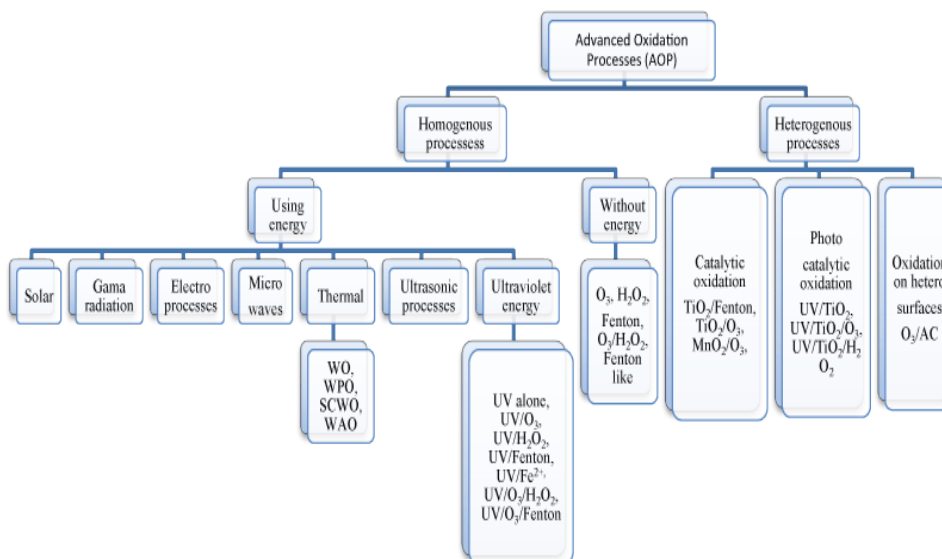 Advanced Oxidation
Processes (AOP)
Homogenous
processess
Heterogenous
processes
Using
energy
Without
energy
Solar
Gama
radiation
Electro
processes
Micro
waves
Thermal
Ultrasonic
processes
Ultraviolet
energy
O₃, H₂O₂,
Fenton,
O₃/H₂O₂,
Fenton
like
Catalytic
oxidation
TiO₂/Fenton,
TiO₂/O₃,
MnO₂/O₃,
Photo
catalytic
oxidation
UV/TiO₂,
UV/TiO₂/O₃,
UV/TiO₂/H₂
O₂
Oxidation
on hetero
surfaces
O₃/AC
WO,
WPO,
SCWO,
WAO
UV alone,
UV/O₃,
UV/H₂O₂,
UV/Fenton,
UV/Fe²⁺,
UV/O₃/H₂O₂,
UV/O₃/Fenton